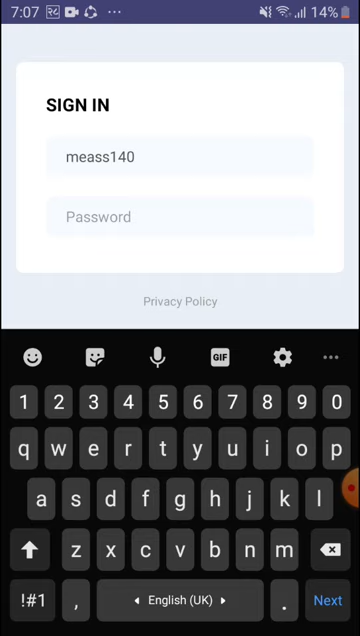 7:07 २८ ... 14%
SIGN IN
meass140
Password
Privacy Policy
GIF ...
1 2 3 4 5 6 7 8 9 0
q w e r t y u i o p
a s d f g h j k l
z x c v b n m
!#1 , English (UK) . Next